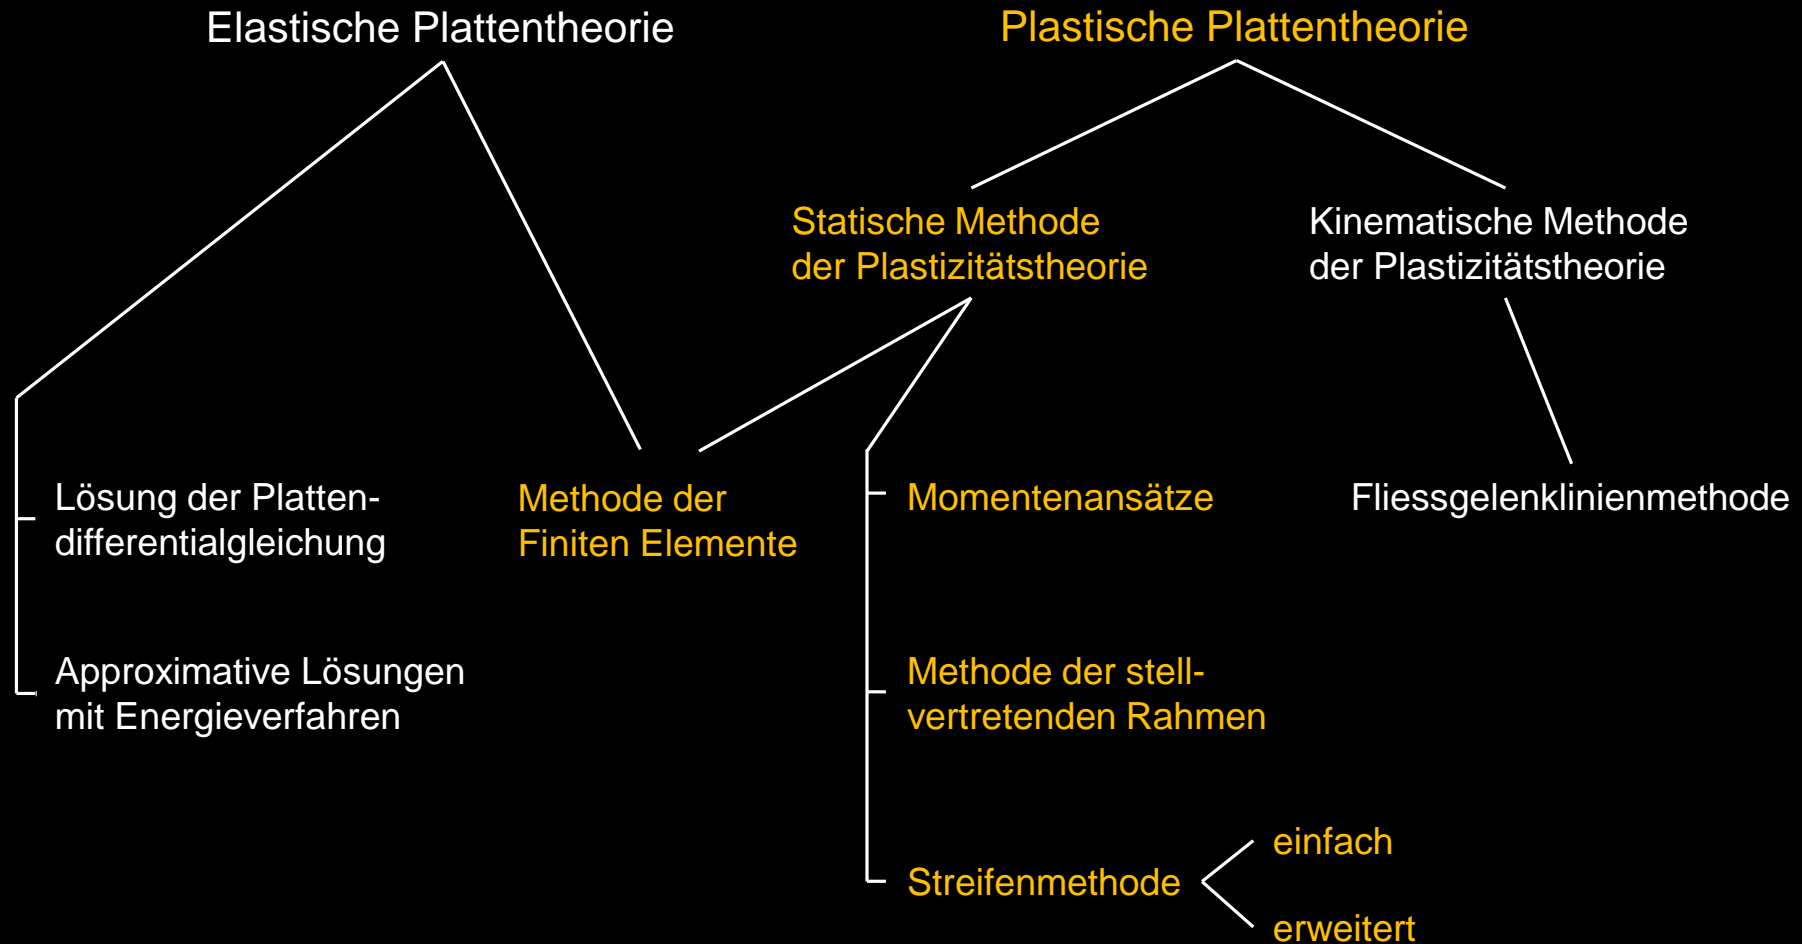 Elastische Plattentheorie
Plastische Plattentheorie
Statische Methode
der Plastizitätstheorie
Kinematische Methode
der Plastizitätstheorie
Lösung der Platten-
differentialgleichung
Methode der
Finiten Elemente
Momentenansätze
Fliessgelenklinienmethode
Approximative Lösungen
mit Energieverfahren
Methode der stell-
vertretenden Rahmen
Streifenmethode
einfach
erweitert